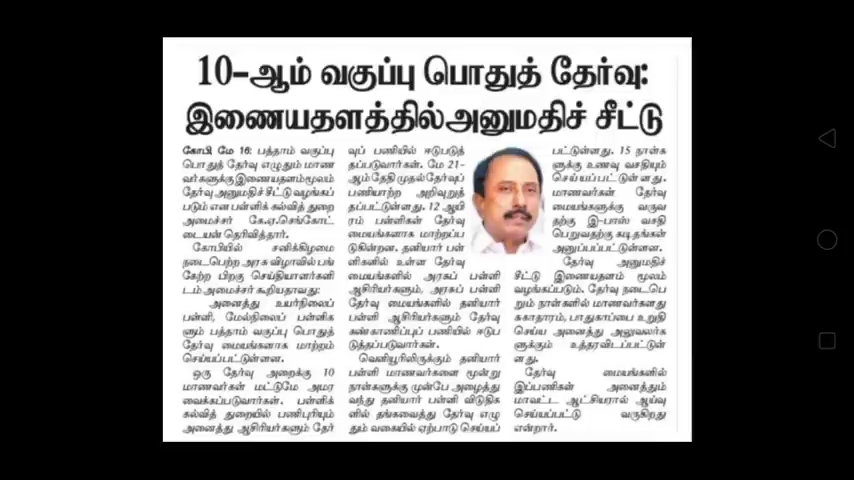 10-ஆம் வகுப்பு பொதுத் தேர்வு:
இணையதளத்தில் அனுமதிச் சீட்டு
கோபி, மே 16: பத்தாம் வகுப்பு
பொதுத் தேர்வு எழுதும் மாண
வர்களுக்கு இணையதளம் மூலம்
தேர்வு அனுமதிச் சீட்டு வழங்கப்
படும் என பள்ளிக் கல்வித் துறை
அமைச்சர் கே.ஏ.செங்கோட்
டையன் தெரிவித்தார்.
கோபியில் சனிக்கிழமை
நடைபெற்ற அரசு விழாவில் பங்
கேற்ற பிறகு செய்தியாளர்களி
டம் அமைச்சர் கூறியதாவது:
அனைத்து உயர்நிலைப்
பள்ளி, மேல்நிலைப் பள்ளிக
ளும் பத்தாம் வகுப்புப் பொதுத்
தேர்வு மையங்களாக மாற்றம்
செய்யப்பட்டுள்ளன.
ஒரு தேர்வு அறைக்கு 10
மாணவர்கள் மட்டுமே அமர
வைக்கப்படுவார்கள். பள்ளிக்
கல்வித் துறையில் பணிபுரியும்
அனைத்து ஆசிரியர்களும் தேர்
வுப் பணியில் ஈடுபடுத்
தப்படுவார்கள். மே 21-
ஆம் தேதி முதல் தேர்வுப்
பணியாற்ற அறிவுறுத்
தப்பட்டுள்ளது. 12 ஆயி
ரம் பள்ளிகள் தேர்வு
மையங்களாக மாற்றப்ப
டுகின்றன. தனியார் பள்
ளிகளில் உள்ள தேர்வு
மையங்களில் அரசுப் பள்ளி
ஆசிரியர்களும், அரசுப் பள்ளி
தேர்வு மையங்களில் தனியார்
பள்ளி ஆசிரியர்களும் தேர்வு
கண்காணிப்புப் பணியில் ஈடுப
டுத்தப்படுவார்கள்.
வெளியூரிலிருக்கும் தனியார்
பள்ளி மாணவர்களை மூன்று
நாள்களுக்கு முன்பே அழைத்து
வந்து தனியார் பள்ளி விடுதிக
ளில் தங்கவைத்து தேர்வு எழு
தும் வகையில் ஏற்பாடு செய்யப்
பட்டுள்ளது. 15 நாள்க
ளுக்கு உணவு வசதியும்
செய்யப்பட்டுள்ளது.
மாணவர்கள் தேர்வு
மையங்களுக்கு வருவ
தற்கு இ-பாஸ் வசதி
பெறுவதற்கு கடிதங்கள்
அனுப்பப்பட்டுள்ளன.
தேர்வு அனுமதிச்
சீட்டு இணையதளம் மூலம்
வழங்கப்படும். தேர்வு நடைபெ
றும் நாள்களில் மாணவர்களது
சுகாதாரம், பாதுகாப்பை உறுதி
செய்ய அனைத்து அலுவலர்க
ளுக்கும் உத்தரவிடப்பட்டுள்
ளது.
தேர்வு மையங்களில்
இப்பணிகள் அனைத்தும்
மாவட்ட ஆட்சியரால் ஆய்வு
செய்யப்பட்டு வருகிறது
என்றார்.